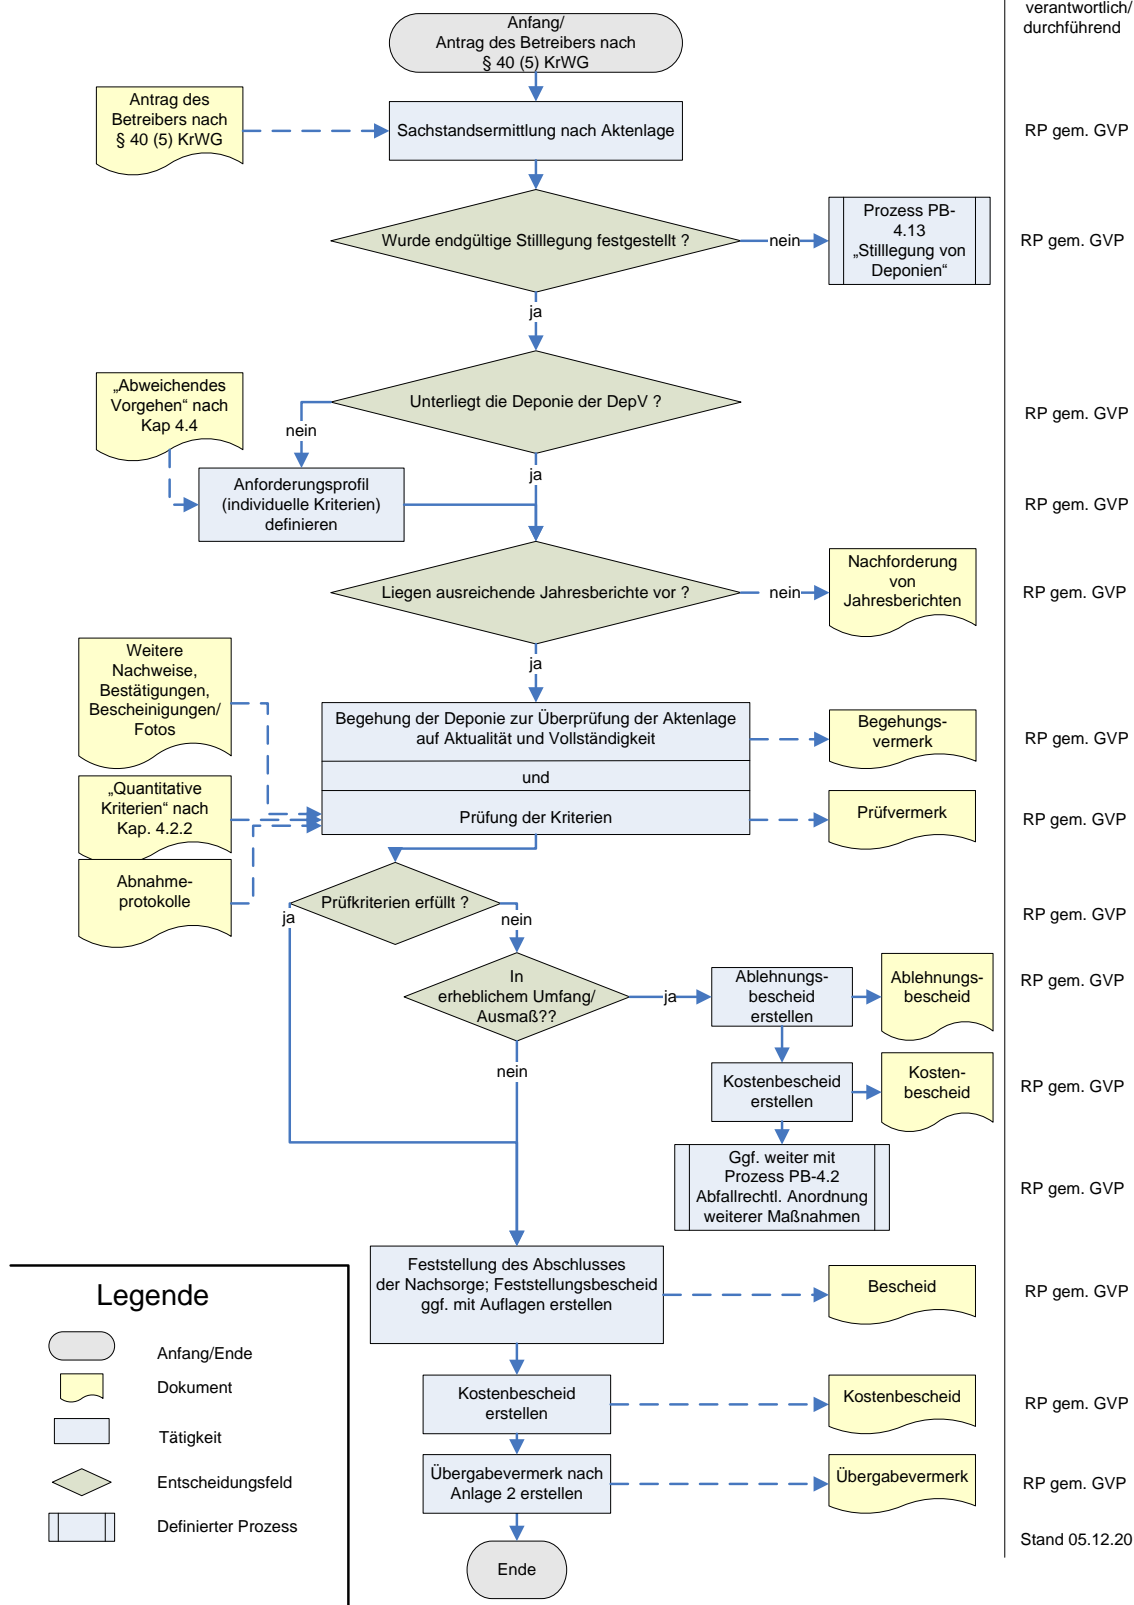 verantwortlich/
durchführend
Anfang/
Antrag des Betreibers nach
§ 40 (5) KrWG
Antrag des
Betreibers nach
§ 40 (5) KrWG
Sachstandsermittlung nach Aktenlage
RP gem. GVP
Wurde endgültige Stilllegung festgestellt ?
nein
Prozess PB-
4.13
„Stilllegung von
Deponien“
RP gem. GVP
ja
„Abweichendes
Vorgehen“ nach
Kap 4.4
Unterliegt die Deponie der DepV ?
RP gem. GVP
nein
ja
Anforderungsprofil
(individuelle Kriterien)
definieren
RP gem. GVP
Liegen ausreichende Jahresberichte vor ?
nein
Nachforderung
von
Jahresberichten
RP gem. GVP
ja
Weitere
Nachweise,
Bestätigungen,
Bescheinigungen/
Fotos
Begehung der Deponie zur Überprüfung der Aktenlage
auf Aktualität und Vollständigkeit
Begehungs-
vermerk
RP gem. GVP
und
„Quantitative
Kriterien“ nach
Kap. 4.2.2
Prüfung der Kriterien
Prüfvermerk
RP gem. GVP
Abnahme-
protokolle
Prüfkriterien erfüllt ?
ja
nein
RP gem. GVP
In
erheblichem Umfang/
Ausmaß??
ja
Ablehnungs-
bescheid
erstellen
Ablehnungs-
bescheid
RP gem. GVP
nein
Kostenbescheid
erstellen
Kosten-
bescheid
RP gem. GVP
Ggf. weiter mit
Prozess PB-4.2
Abfallrechtl. Anordnung
weiterer Maßnahmen
RP gem. GVP
Feststellung des Abschlusses
der Nachsorge; Feststellungsbescheid
ggf. mit Auflagen erstellen
Bescheid
RP gem. GVP
Kostenbescheid
erstellen
Kostenbescheid
RP gem. GVP
Übergabevermerk nach
Anlage 2 erstellen
Übergabevermerk
RP gem. GVP
Ende
Stand 05.12.20
Legende
Anfang/Ende
Dokument
Tätigkeit
Entscheidungsfeld
Definierter Prozess